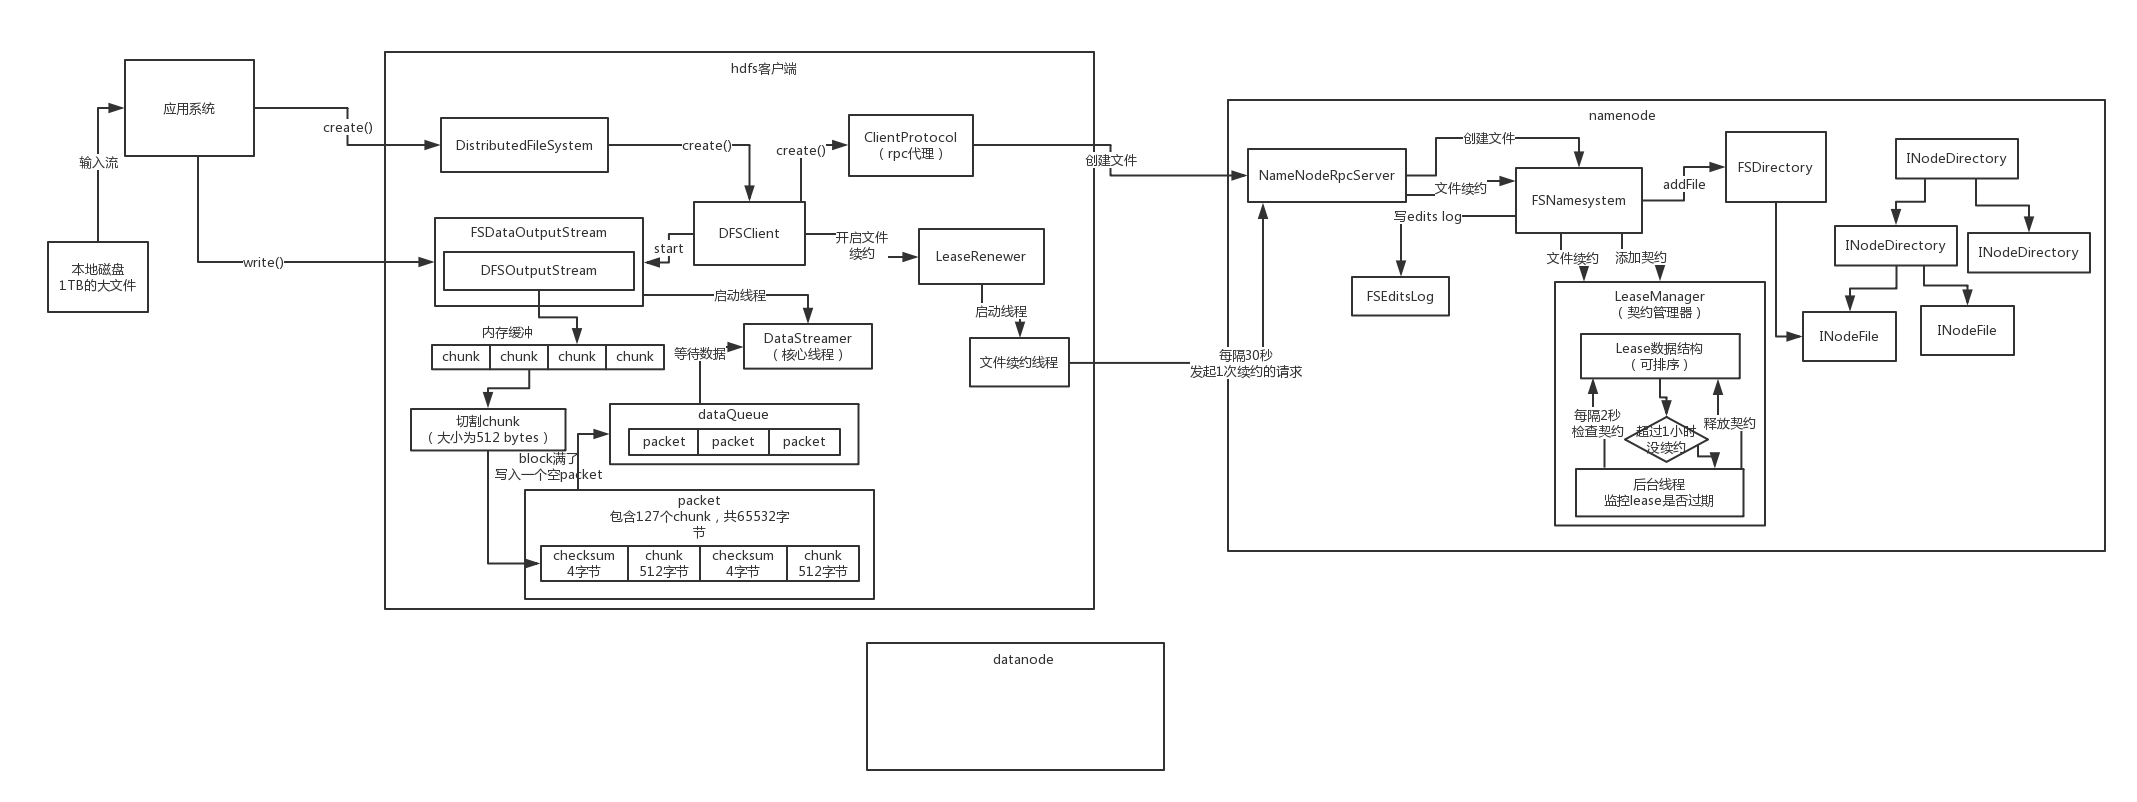 应用系统
输入流
本地磁盘
1TB的大文件
create()
write()
hdfs客户端
DistributedFileSystem
create()
create()
ClientProtocol
（rpc代理）
创建文件
FSDataOutputStream
DFSOutputStream
start
DFSClient
开启文件
续约
LeaseRenewer
启动线程
启动线程
文件续约线程
内存缓冲
chunk
chunk
chunk
chunk
等待数据
DataStreamer
（核心线程）
切割chunk
（大小为512 bytes）
dataQueue
packet
packet
packet
block满了
写入一个空packet
packet
包含127个chunk，共65532字
节
checksum
4字节
chunk
512字节
checksum
4字节
chunk
512字节
每隔30秒
发起1次续约的请求
namenode
NameNodeRpcServer
创建文件
文件续约
写edits log
FSNamesystem
addFile
FSDirectory
FSEditsLog
文件续约
添加契约
LeaseManager
（契约管理器）
Lease数据结构
（可排序）
每隔2秒
检查契约
超过1小时
没续约
释放契约
后台线程
监控lease是否过期
INodeDirectory
INodeDirectory
INodeDirectory
INodeFile
INodeFile
datanode